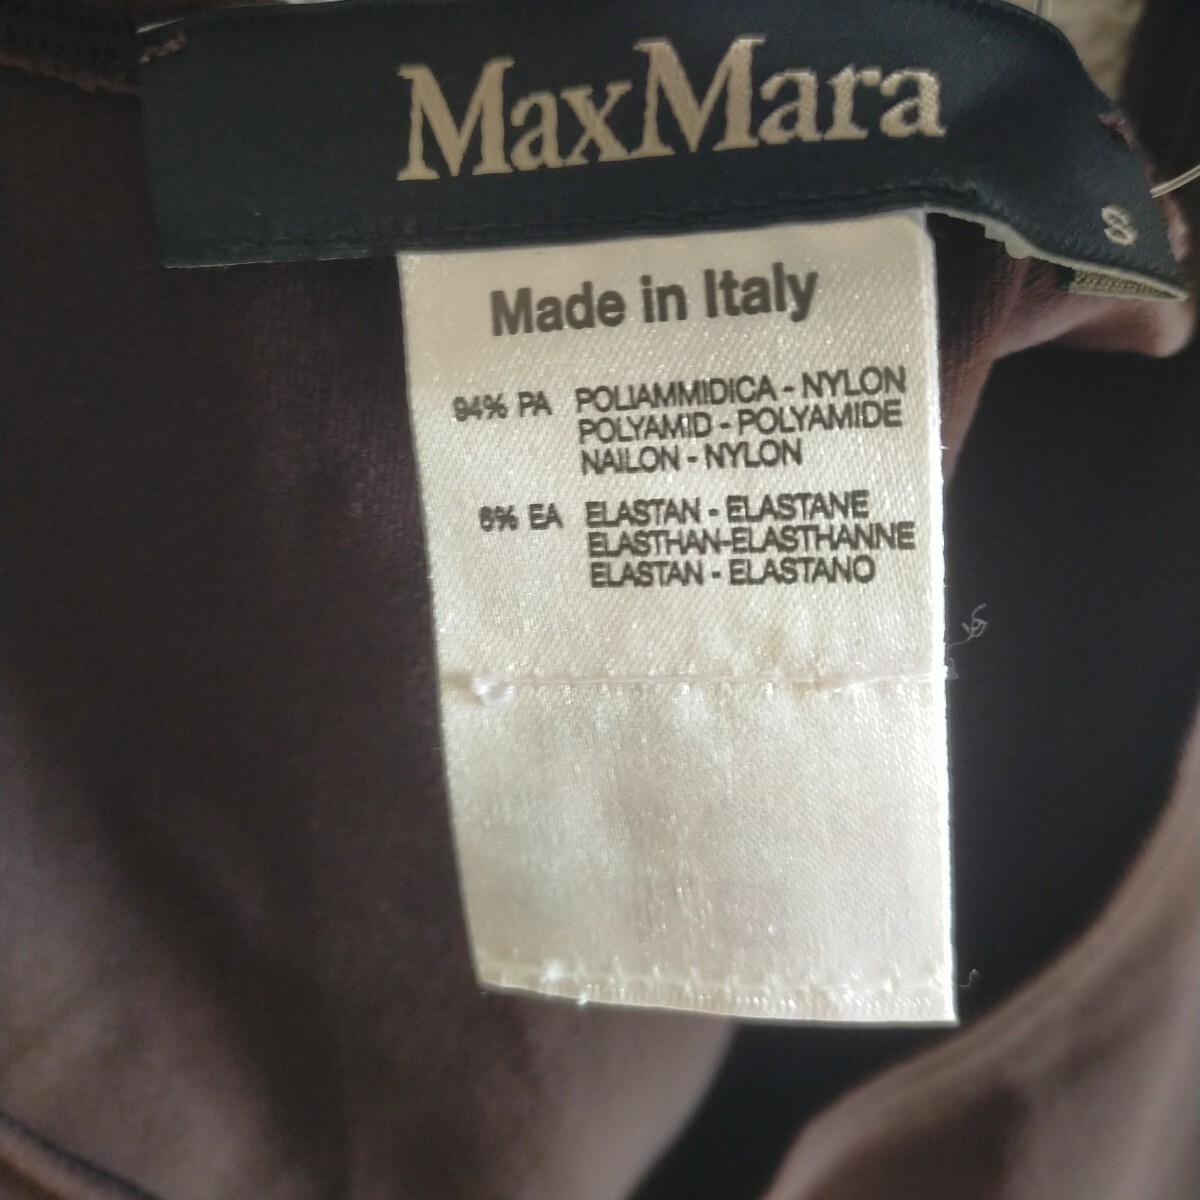 MaxMara
S
Made in Italy
94% PA POLIAMMIDICA - NYLON
POLYAMID - POLYAMIDE
NAILON - NYLON
6% EA ELASTAN - ELASTANE
ELASTHAN-ELASTHANNE
ELASTAN - ELASTANO